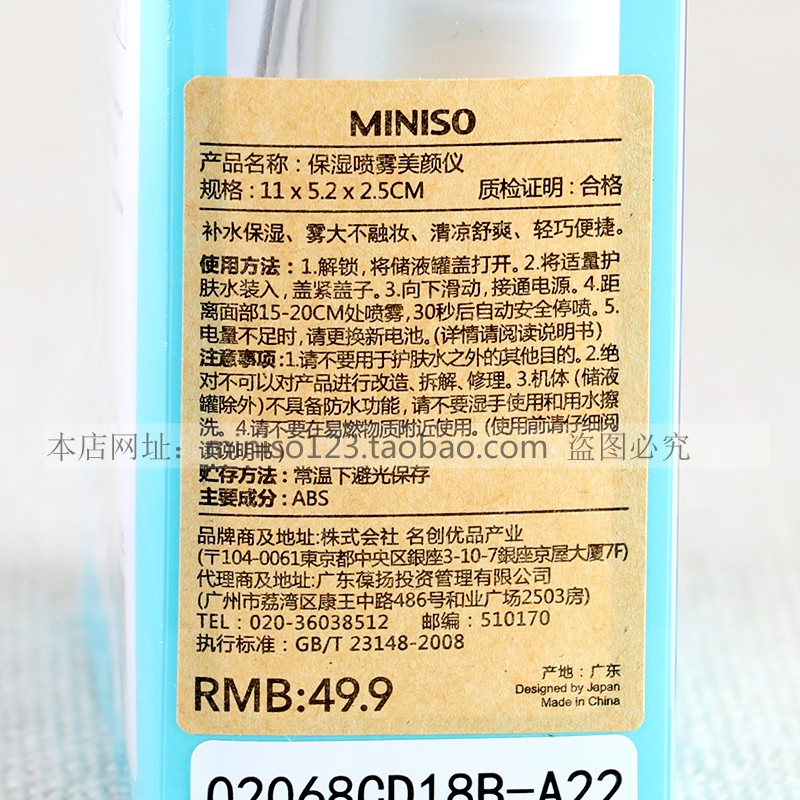 MINISO
产品名称：保湿喷雾美颜仪
规格：11 x 5.2 x 2.5CM 质检证明：合格
补水保湿、雾大不融妆、清凉舒爽、轻巧便捷。
使用方法：1.解锁，将储液罐盖打开。2.将适量护
肤水装入，盖紧盖子。3.向下滑动，接通电源。4.距
离面部15-20CM处喷雾，30秒后自动安全停喷。5.
电量不足时，请更换新电池。(详情请阅读说明书)
注意事项：1.请不要用于护肤水之外的其他目的。2.绝
对不可以对产品进行改造、拆解、修理。3.机体（储液
罐除外)不具备防水功能，请不要湿手使用和用水擦
洗。4.请不要在易燃物质附近使用。(使用前请仔细阅
读说明书)
本店网址：miniso123.taobao.com 盗图必究
贮存方法：常温下避光保存
主要成分：ABS
品牌商及地址:株式会社 名创优品产业
(〒104-0061東京都中央区銀座3-10-7銀座京屋大厦7F)
代理商及地址:广东葆扬投资管理有限公司
(广州市荔湾区康王中路486号和业广场2503房)
TEL：020-36038512 邮编：510170
执行标准：GB/T 23148-2008
RMB:49.9
产地：广东
Designed by Japan
Made in China
02068CD18B-A22